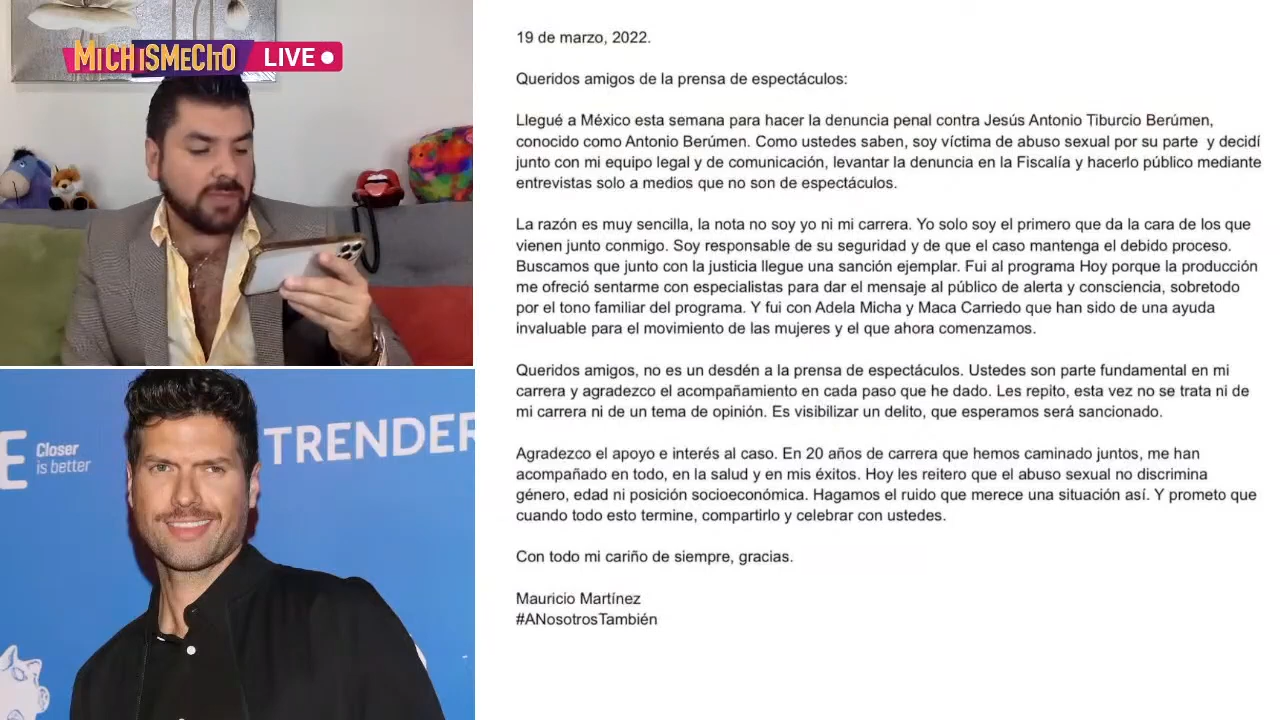 MICHISMECITO LIVE
19 de marzo, 2022.
Queridos amigos de la prensa de espectáculos:
Llegué a México esta semana para hacer la denuncia penal contra Jesús Antonio Tiburcio Berúmen,
conocido como Antonio Berúmen. Como ustedes saben, soy víctima de abuso sexual por su parte y decidí
junto con mi equipo legal y de comunicación, levantar la denuncia en la Fiscalía y hacerlo público mediante
entrevistas solo a medios que no son de espectáculos.
La razón es muy sencilla, la nota no soy yo ni mi carrera. Yo solo soy el primero que da la cara de los que
vienen junto conmigo. Soy responsable de su seguridad y de que el caso mantenga el debido proceso.
Buscamos que junto con la justicia llegue una sanción ejemplar. Fui al programa Hoy porque la producción
me ofreció sentarme con especialistas para dar el mensaje al público de alerta y consciencia, sobretodo
por el tono familiar del programa. Y fui con Adela Micha y Maca Carriedo que han sido de una ayuda
invaluable para el movimiento de las mujeres y el que ahora comenzamos.
Queridos amigos, no es un desdén a la prensa de espectáculos. Ustedes son parte fundamental en mi
carrera y agradezco el acompañamiento en cada paso que he dado. Les repito, esta vez no se trata ni de
mi carrera ni de un tema de opinión. Es visibilizar un delito, que esperamos será sancionado.
Agradezco el apoyo e interés al caso. En 20 años de carrera que hemos caminado juntos, me han
acompañado en todo, en la salud y en mis éxitos. Hoy les reitero que el abuso sexual no discrimina
género, edad ni posición socioeconómica. Hagamos el ruido que merece una situación así. Y prometo que
cuando todo esto termine, compartirlo y celebrar con ustedes.
Con todo mi cariño de siempre, gracias.
Mauricio Martínez
#ANosotrosTambién
E Closer
is better
TRENDER